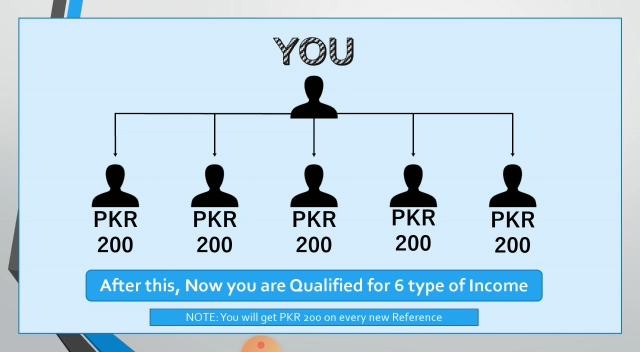 YOU
PKR PKR PKR PKR PKR
200 200 200 200 200
After this, Now you are Qualified for 6 type of Income
NOTE: You will get PKR 200 on every new Reference